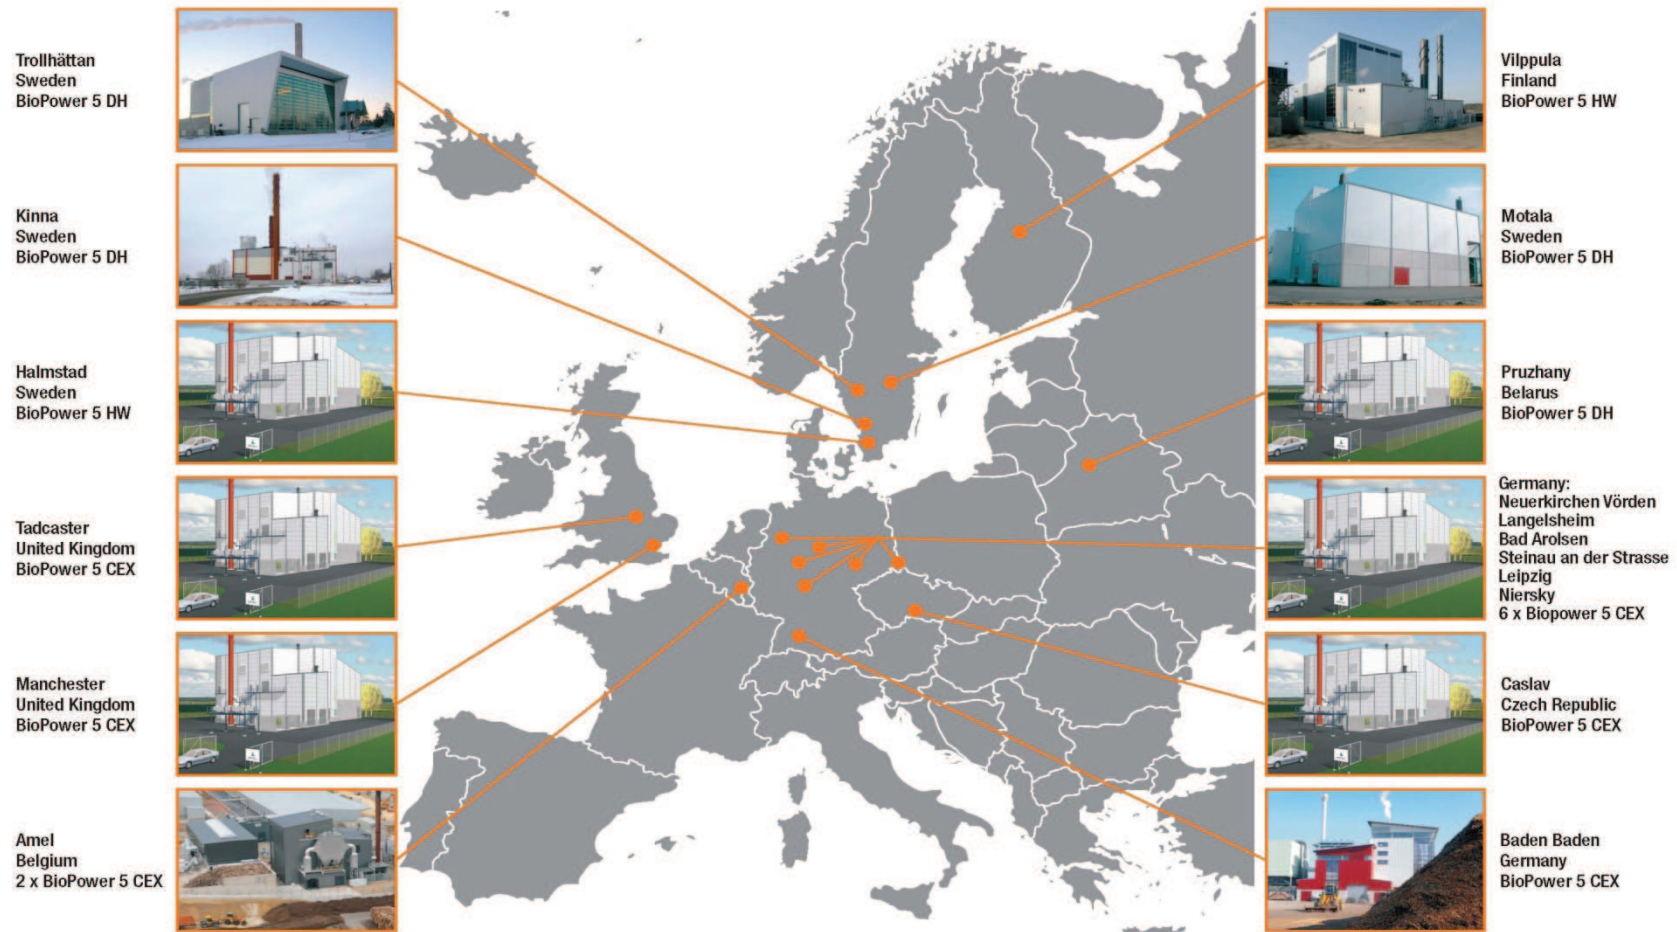 Trollhättan
Sweden
BioPower 5 DH
Kinna
Sweden
BioPower 5 DH
Halmstad
Sweden
BioPower 5 HW
Tadcaster
United Kingdom
BioPower 5 CEX
Manchester
United Kingdom
BioPower 5 CEX
Amel
Belgium
2 x BioPower 5 CEX
Vilppula
Finland
BioPower 5 HW
Motala
Sweden
BioPower 5 DH
Pruzhany
Belarus
BioPower 5 DH
Germany:
Neuerkirchen Vörden
Langelsheim
Bad Arolsen
Steinau an der Strasse
Leipzig
Niersky
6 x Biopower 5 CEX
Caslav
Czech Republic
BioPower 5 CEX
Baden Baden
Germany
BioPower 5 CEX